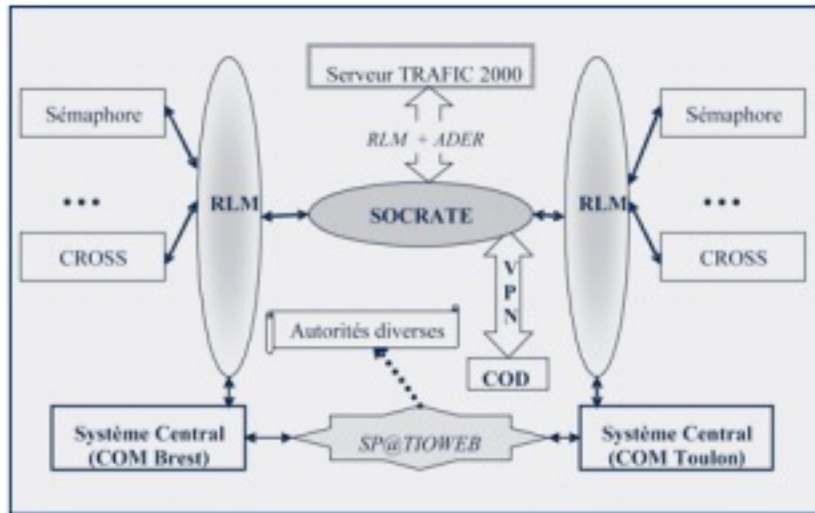 Serveur TRAFIC 2000
Sémaphore
RLM + ADER
Sémaphore
• • •
RLM
SOCRATE
RLM
• • •
CROSS
VPN
CROSS
Autorités diverses
COD
Système Central
(COM Brest)
SP@TIOWEB
Système Central
(COM Toulon)